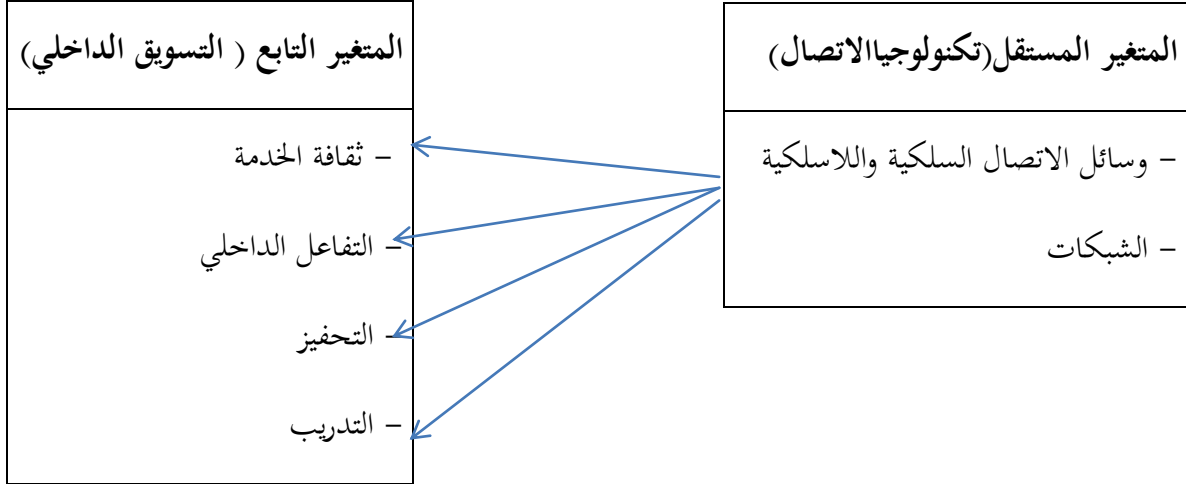 المتغير المستقل(تكنولوجياالاتصال)
– وسائل الاتصال السلكية واللاسلكية
– الشبكات
المتغير التابع ( التسويق الداخلي)
– ثقافة الخدمة
– التفاعل الداخلي
– التحفيز
– التدريب